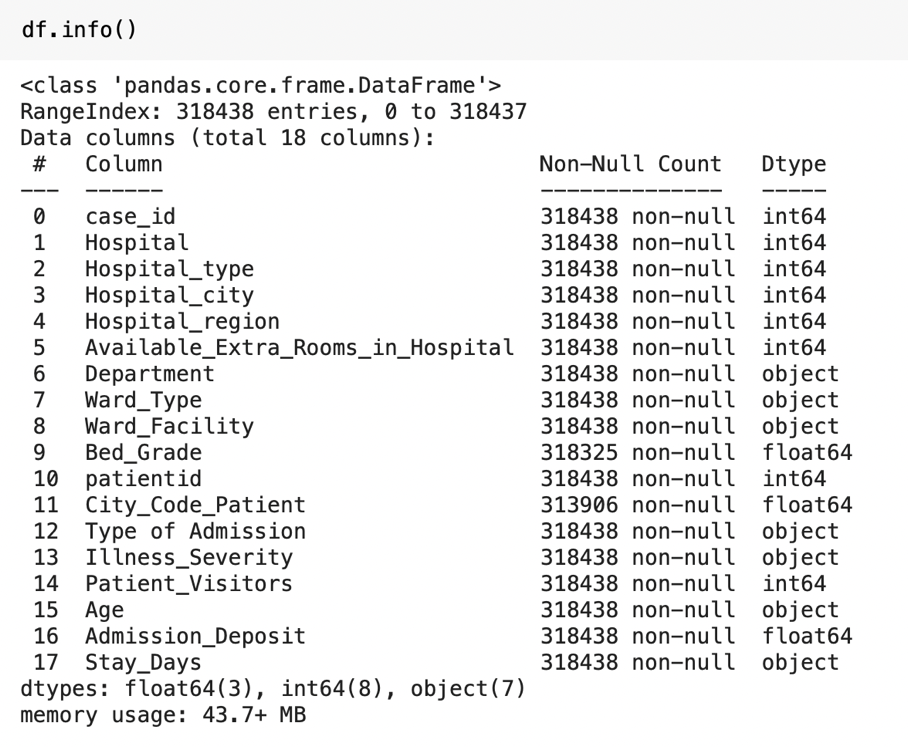 df.info()
<class 'pandas.core.frame.DataFrame'>
RangeIndex: 318438 entries, 0 to 318437
Data columns (total 18 columns):
 #   Column                             Non-Null Count   Dtype
---  ------                             --------------   -----
 0   case_id                            318438 non-null  int64
 1   Hospital                           318438 non-null  int64
 2   Hospital_type                      318438 non-null  int64
 3   Hospital_city                      318438 non-null  int64
 4   Hospital_region                    318438 non-null  int64
 5   Available_Extra_Rooms_in_Hospital  318438 non-null  int64
 6   Department                         318438 non-null  object
 7   Ward_Type                          318438 non-null  object
 8   Ward_Facility                      318438 non-null  object
 9   Bed_Grade                          318325 non-null  float64
 10  patientid                          318438 non-null  int64
 11  City_Code_Patient                  313906 non-null  float64
 12  Type of Admission                  318438 non-null  object
 13  Illness_Severity                   318438 non-null  object
 14  Patient_Visitors                   318438 non-null  int64
 15  Age                                318438 non-null  object
 16  Admission_Deposit                  318438 non-null  float64
 17  Stay_Days                          318438 non-null  object
dtypes: float64(3), int64(8), object(7)
memory usage: 43.7+ MB